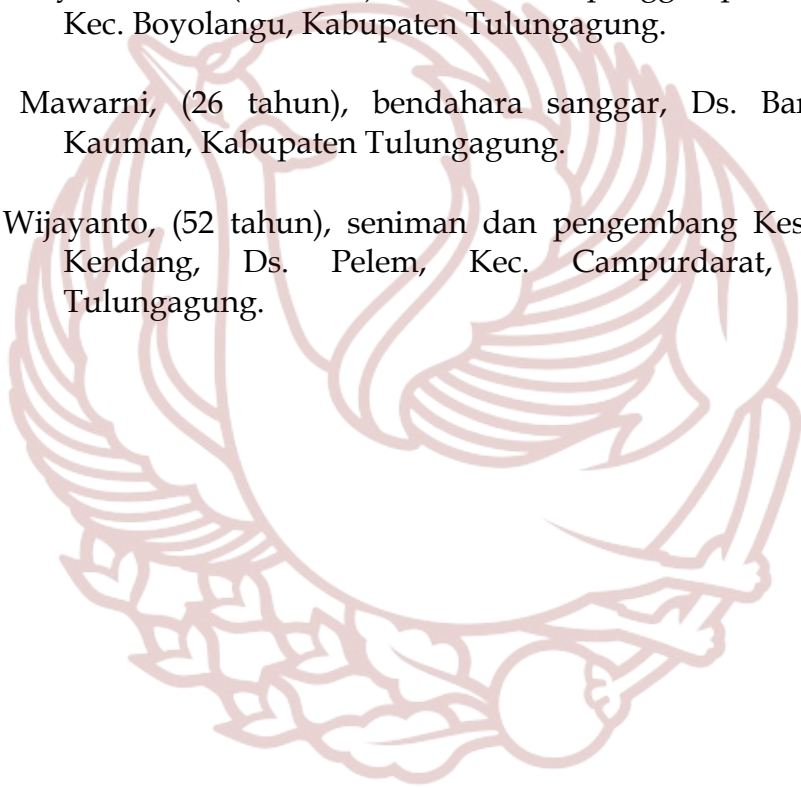 Kec. Boyolangu, Kabupaten Tulungagung.
Mawarni, (26 tahun), bendahara sanggar, Ds.
Kauman, Kabupaten Tulungagung.
Wijayanto, (52 tahun), seniman dan pengembang
Kendang, Ds. Pelem, Kec. Campurdarat,
Tulungagung.